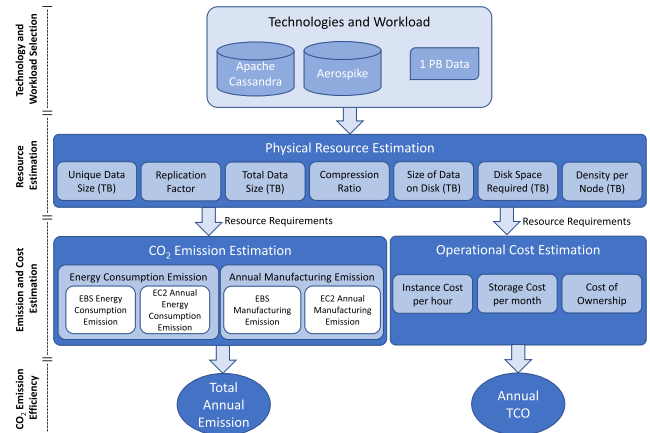 Technology and
Workload Selection
Technologies and Workload
Apache
Cassandra
Aerospike
1 PB Data
Resource
Estimation
Physical Resource Estimation
Unique Data
Size (TB)
Replication
Factor
Total Data
Size (TB)
Compression
Ratio
Size of Data
on Disk (TB)
Disk Space
Required (TB)
Density per
Node (TB)
Resource Requirements
Resource Requirements
Emission and Cost
Estimation
CO2 Emission Estimation
Energy Consumption Emission
EBS Energy
Consumption
Emission
EC2 Annual
Energy
Consumption
Emission
Annual Manufacturing Emission
EBS
Manufacturing
Emission
EC2 Annual
Manufacturing
Emission
Operational Cost Estimation
Instance Cost
per hour
Storage Cost
per month
Cost of
Ownership
CO2 Emission
Efficiency
Total
Annual
Emission
Annual
TCO